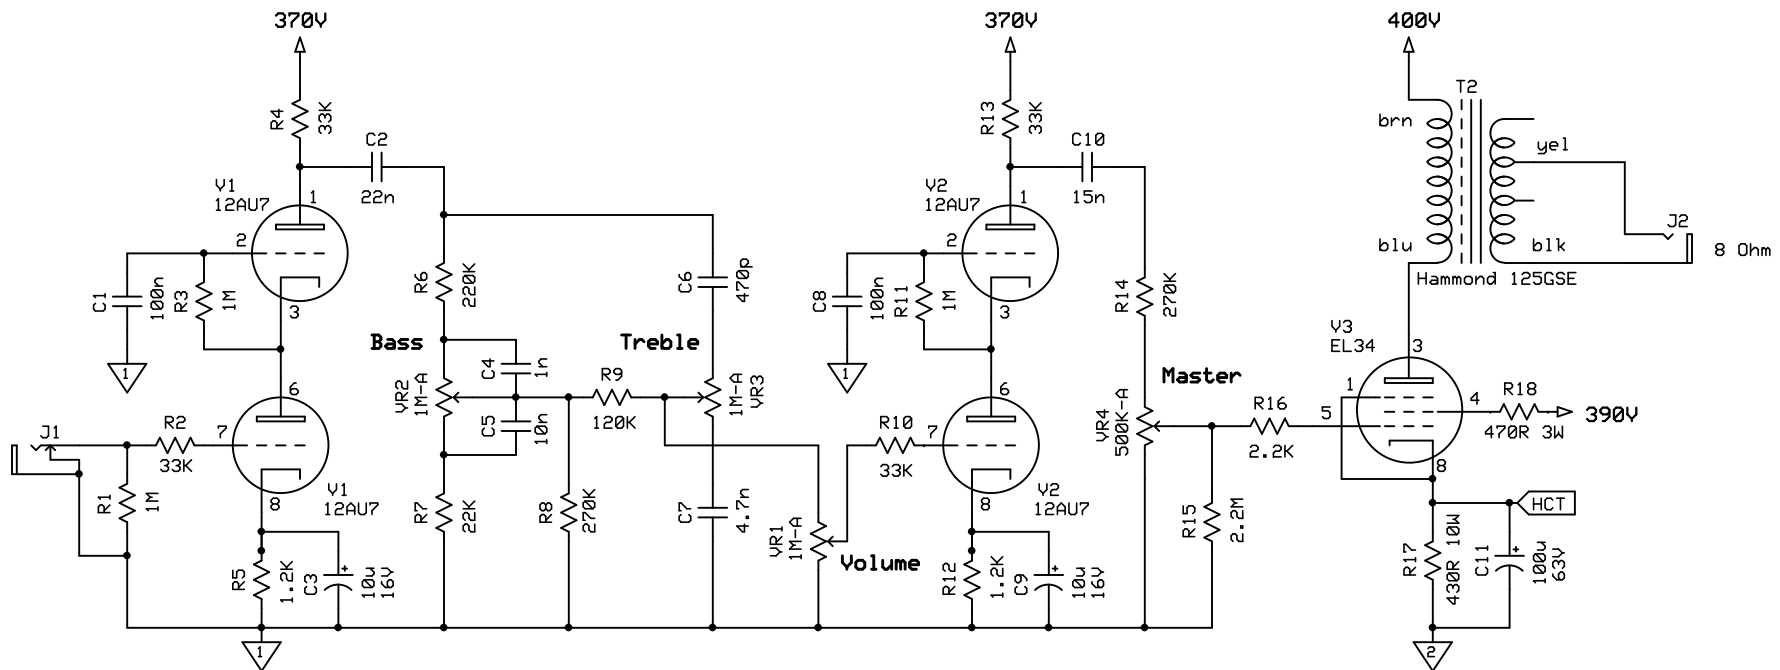 370V
370V
400V
R4
33K
C2
22n
V1
12AU7
1
2
3
C1
100n
R3
1M
1
R6
220K
C6
470p
Bass
Treble
VR2
1M-A
C4
1n
C5
10n
R9
120K
1M-A
VR3
J1
R2
33K
6
7
8
V1
12AU7
R1
1M
R5
1.2K
C3
10u
16V
1
R7
22K
R8
270K
C7
4.7n
VR1
1M-A
Volume
R13
33K
C10
15n
V2
12AU7
1
2
3
C8
100n
R11
1M
1
R14
270K
R10
33K
6
7
8
V2
12AU7
R12
1.2K
C9
10u
16V
Master
VR4
500K-A
R16
2.2K
R15
2.2M
T2
brn
yel
blu
blk
Hammond 125GSE
J2
8 Ohm
V3
EL34
3
1
5
4
8
R18
470R 3W
390V
HCT
R17
430R 10W
C11
100u
63V
2